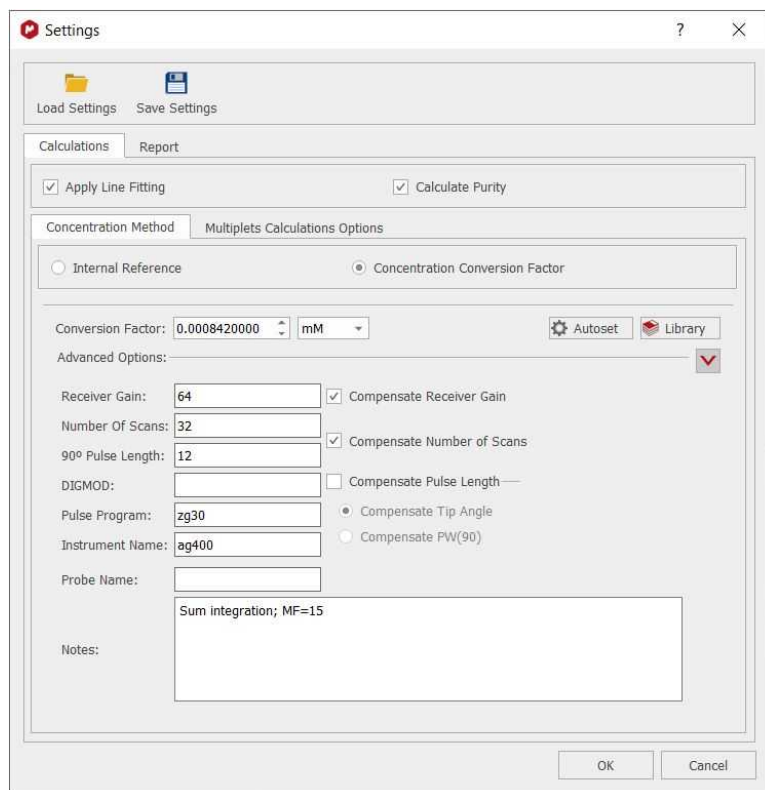 Settings
?
Load Settings Save Settings
Calculations Report
Apply Line Fitting Calculate Purity
Concentration Method Multiplets Calculations Options
Internal Reference Concentration Conversion Factor
Conversion Factor: 0.0008420000 mM Autoset Library
Advanced Options:
Receiver Gain: 64 Compensate Receiver Gain
Number Of Scans: 32
Compensate Number of Scans
90º Pulse Length: 12
DIGMOD: Compensate Pulse Length
Pulse Program: zg30 Compensate Tip Angle
Instrument Name: ag400 Compensate PW(90)
Probe Name:
Sum integration; MF=15
Notes:
OK Cancel